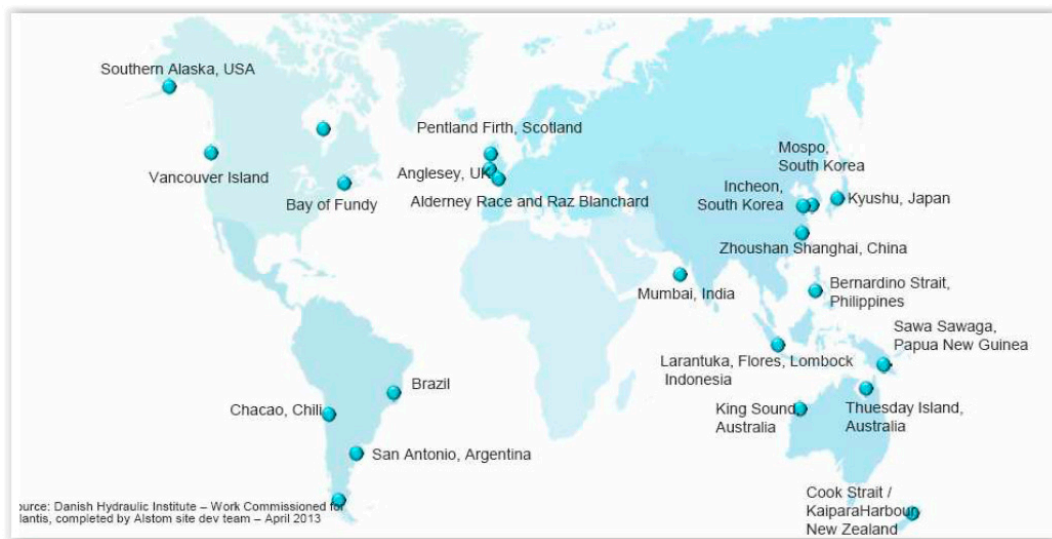 Southern Alaska, USA
Pentland Firth, Scotland
Mospo,
South Korea
Vancouver Island
Anglesey, UK
Incheon,
South Korea
Bay of Fundy
Alderney Race and Raz Blanchard
Kyushu, Japan
Zhoushan Shanghai, China
Mumbai, India
Bernardino Strait,
Philippines
Sawa Sawaga,
Papua New Guinea
Larantuka, Flores, Lombock
Indonesia
Brazil
Chacao, Chili
King Sound,
Australia
Thuesday Island,
Australia
San Antonio, Argentina
Cook Strait /
KaiparaHarbour,
New Zealand
ource: Danish Hydraulic Institute – Work Commissioned for
lantis, completed by Alstom site dev team – April 2013